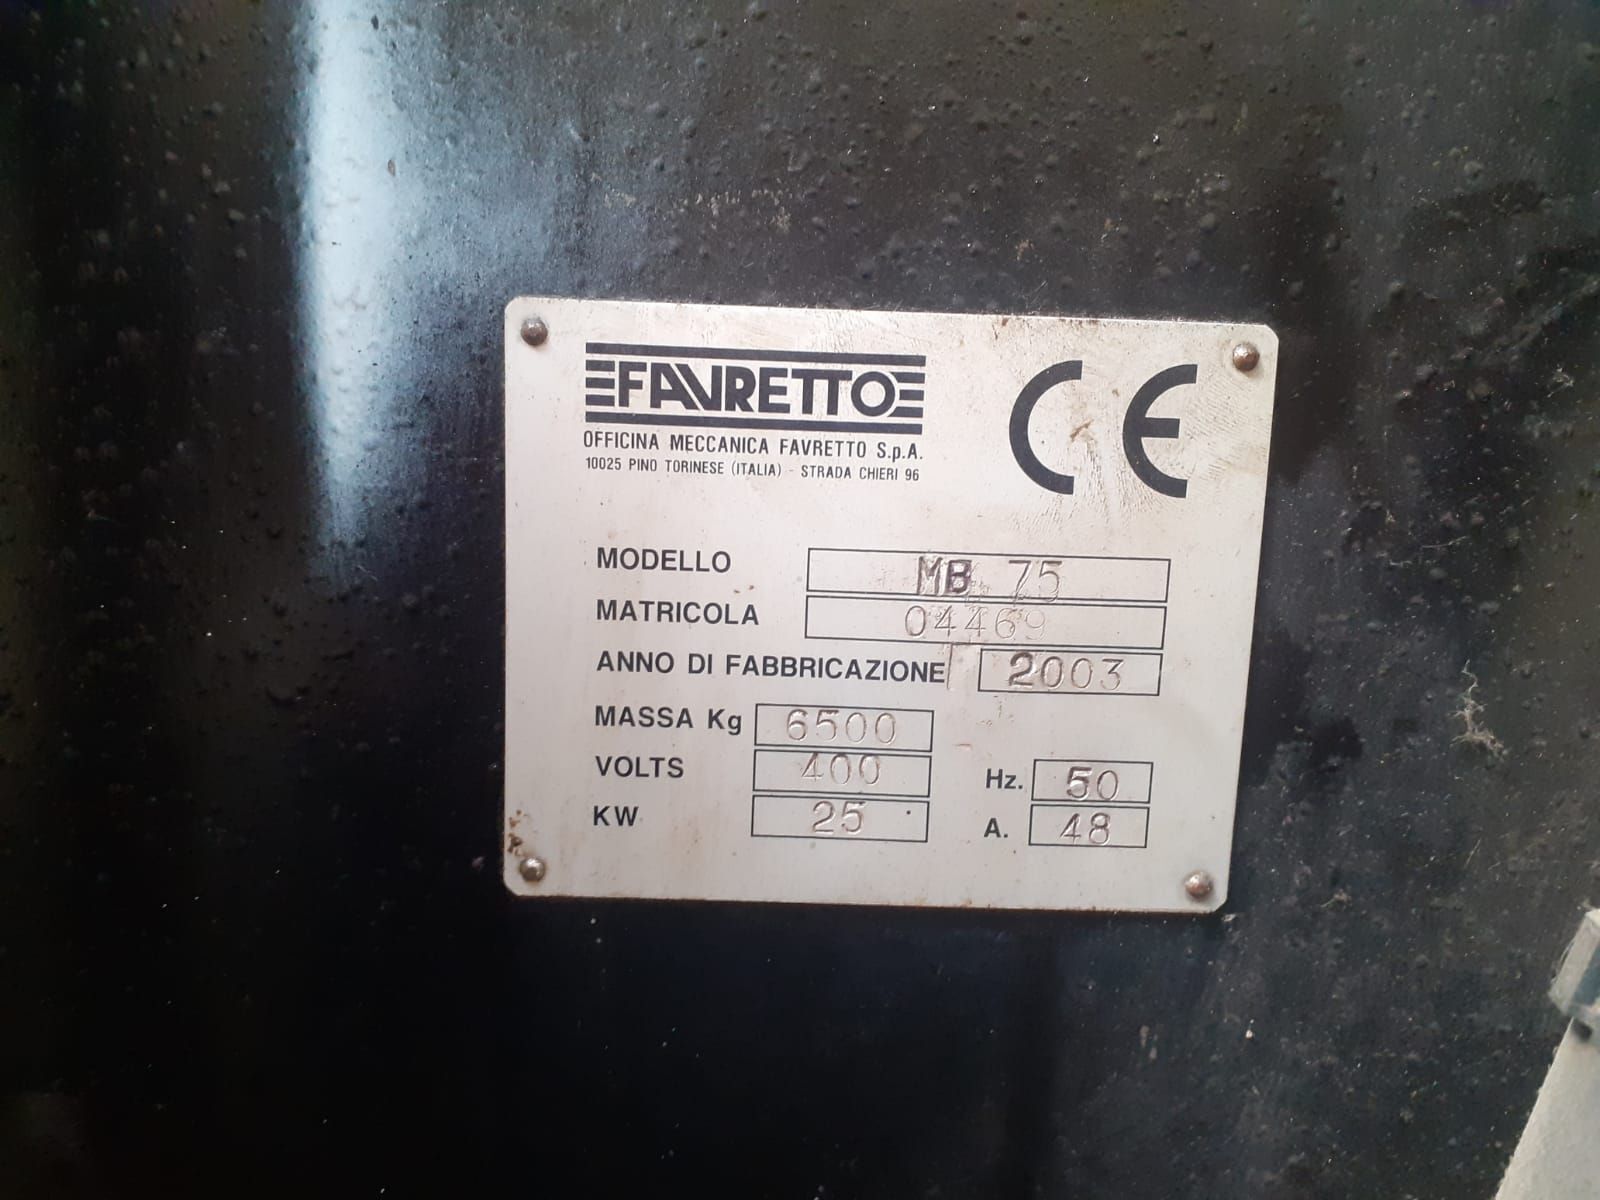 FAVRETTO
OFFICINA MECCANICA FAVRETTO S.p.A.
10025 PINO TORINESE (ITALIA) - STRADA CHIERI 96
CE
MODELLO MB 75
MATRICOLA 04469
ANNO DI FABBRICAZIONE 2003
MASSA Kg 6500
VOLTS 400 Hz. 50
KW 25 A. 48